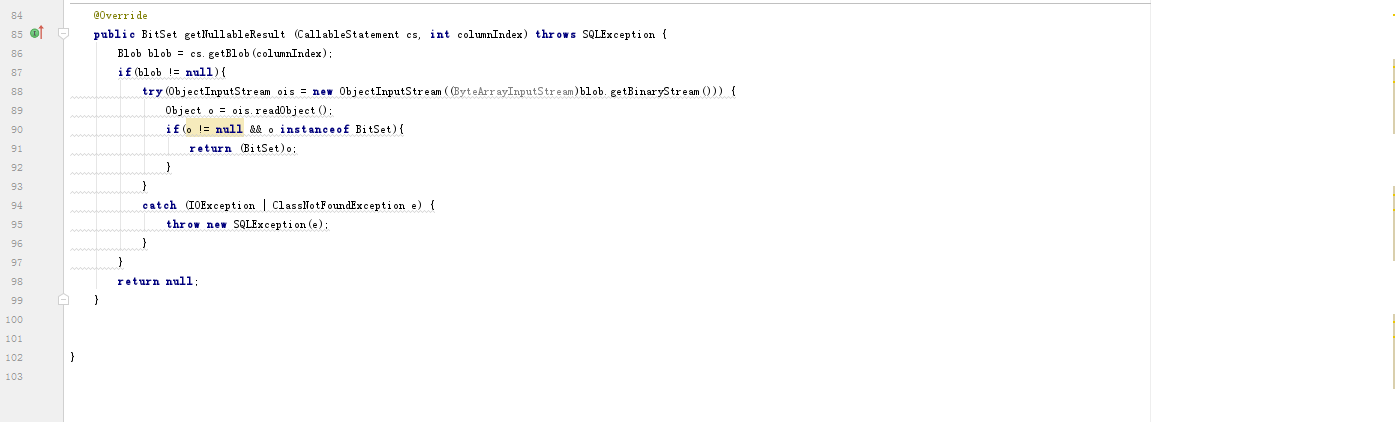 84 @Override
85 public BitSet getNullableResult (CallableStatement cs, int columnIndex) throws SQLException {
86 Blob blob = cs.getBlob(columnIndex);
87 if(blob != null){
88 try(ObjectInputStream ois = new ObjectInputStream((ByteArrayInputStream)blob.getBinaryStream())) {
89 Object o = ois.readObject();
90 if(o != null && o instanceof BitSet){
91 return (BitSet)o;
92 }
93 }
94 catch (IOException | ClassNotFoundException e) {
95 throw new SQLException(e);
96 }
97 }
98 return null;
99 }
100
101
102 }
103